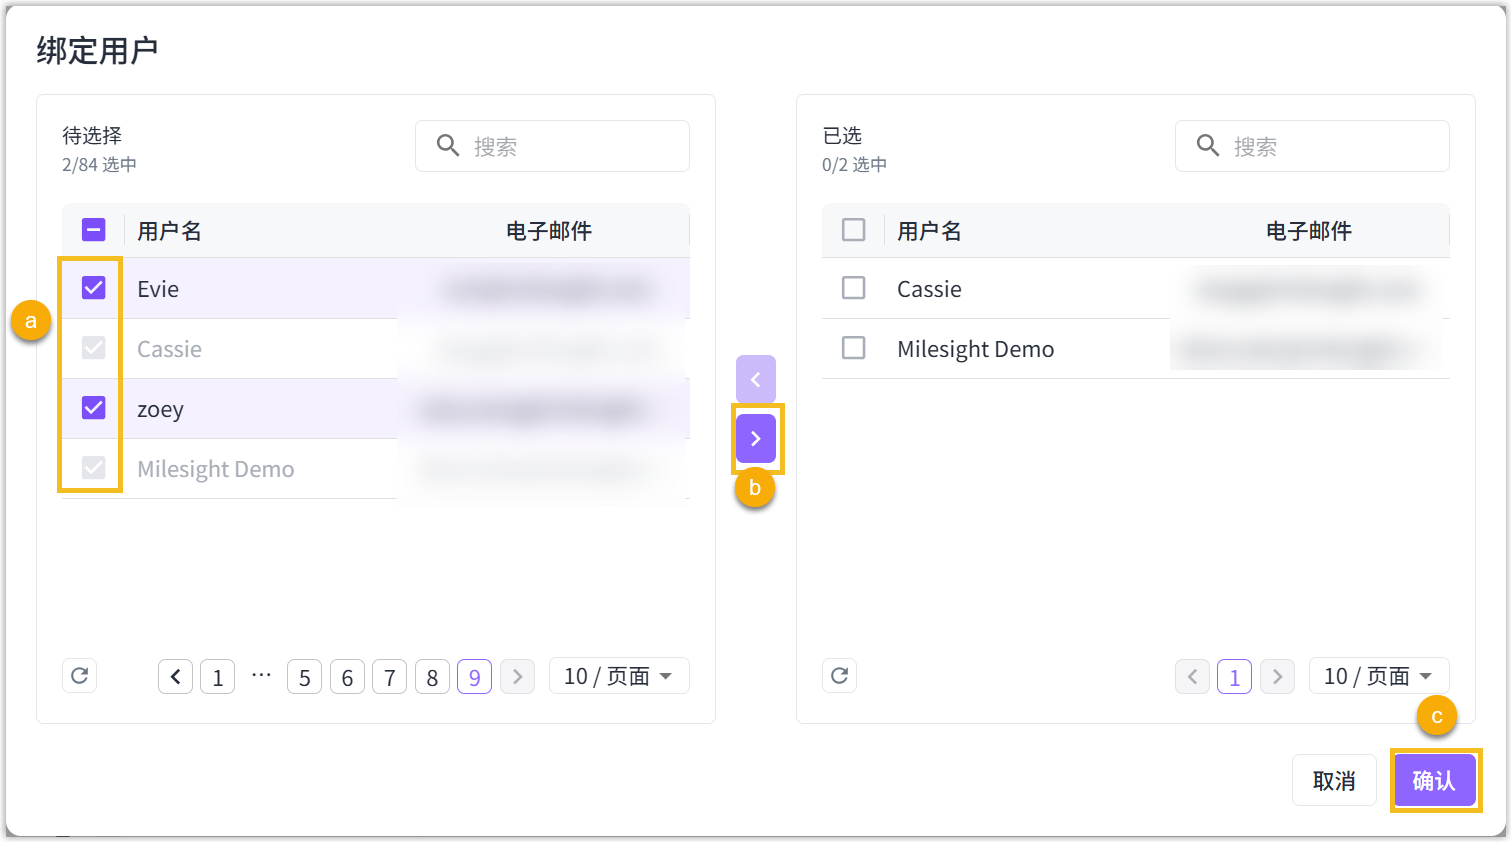 绑定用户
待选择
2/84 选中
搜索
用户名 电子邮件
Evie
Cassie
zoey
Milesight Demo
1 ... 5 6 7 8 9 10 / 页面
a
b
已选
0/2 选中
搜索
用户名 电子邮件
Cassie
Milesight Demo
1 10 / 页面
c
取消 确认